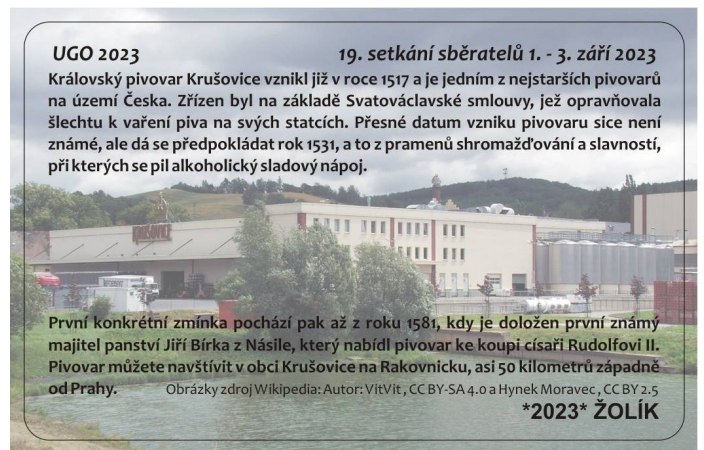 UGO 2023 19. setkání sběratelů 1. - 3. září 2023
Královský pivovar Krušovice vznikl již v roce 1517 a je jedním z nejstarších pivovarů
na území Česka. Zřízen byl na základě Svatováclavské smlouvy, jež opravňovala
šlechtu k vaření piva na svých statcích. Přesné datum vzniku pivovaru sice není
známé, ale dá se předpokládat rok 1531, a to z pramenů shromažďování a slavností,
při kterých se pil alkoholický sladový nápoj.
KRUŠOVICE
První konkrétní zmínka pochází pak až z roku 1581, kdy je doložen první známý
majitel panství Jiří Bírka z Násile, který nabídl pivovar ke koupi císaři Rudolfovi II.
Pivovar můžete navštívit v obci Krušovice na Rakovnicku, asi 50 kilometrů západně
od Prahy. Obrázky zdroj Wikipedia: Autor: VitVit , CC BY-SA 4.0 a Hynek Moravec , CC BY 2.5
*2023* ŽOLÍK